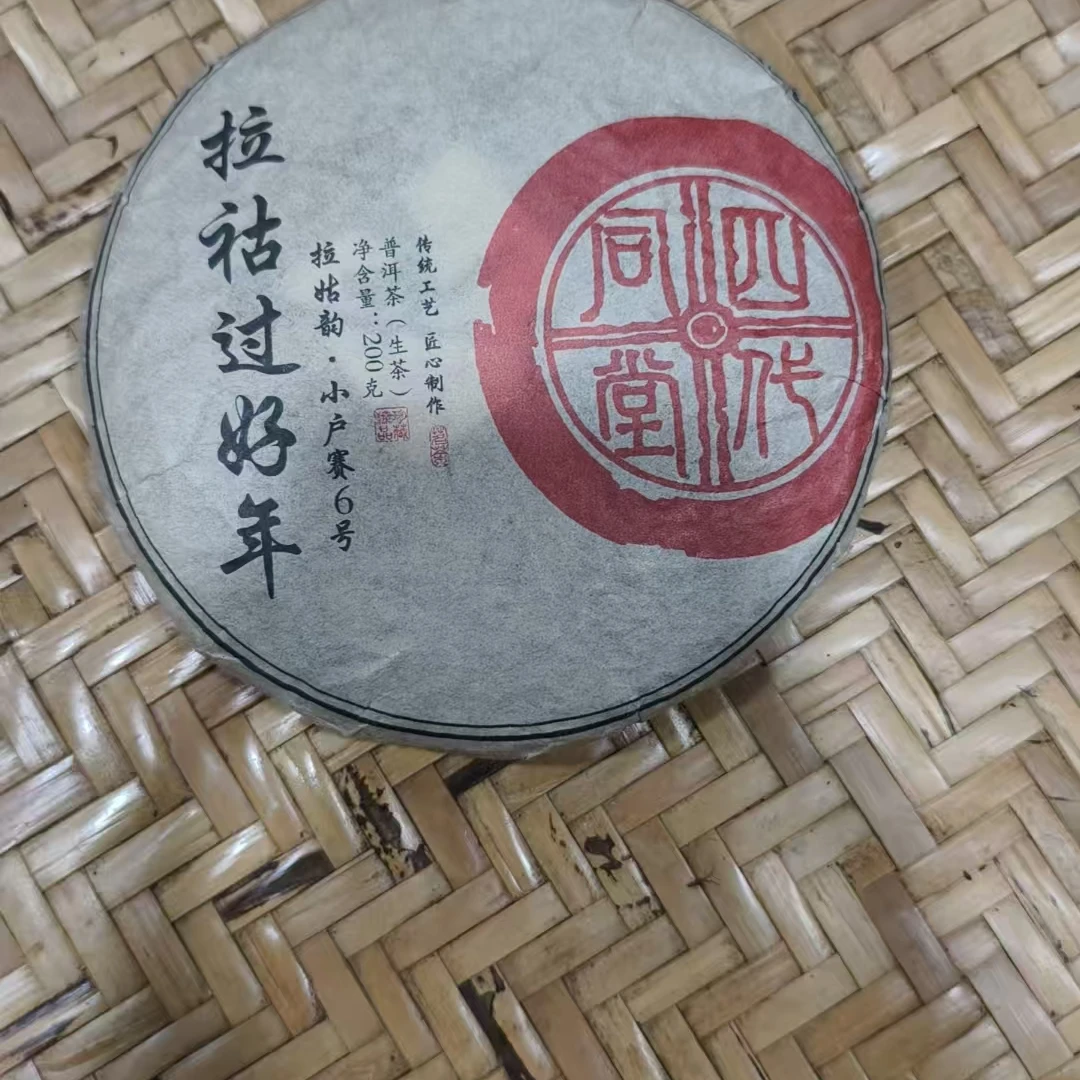 四代
同堂
传统工艺 匠心制作
普洱茶（生茶）
净含量：200克
拉姑韵·小户赛6号
拉祜过好年